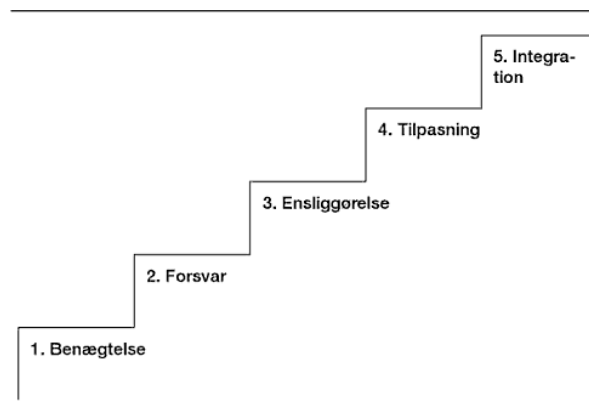 5. Integra-
tion
4. Tilpasning
3. Ensliggørelse
2. Forsvar
1. Benægtelse